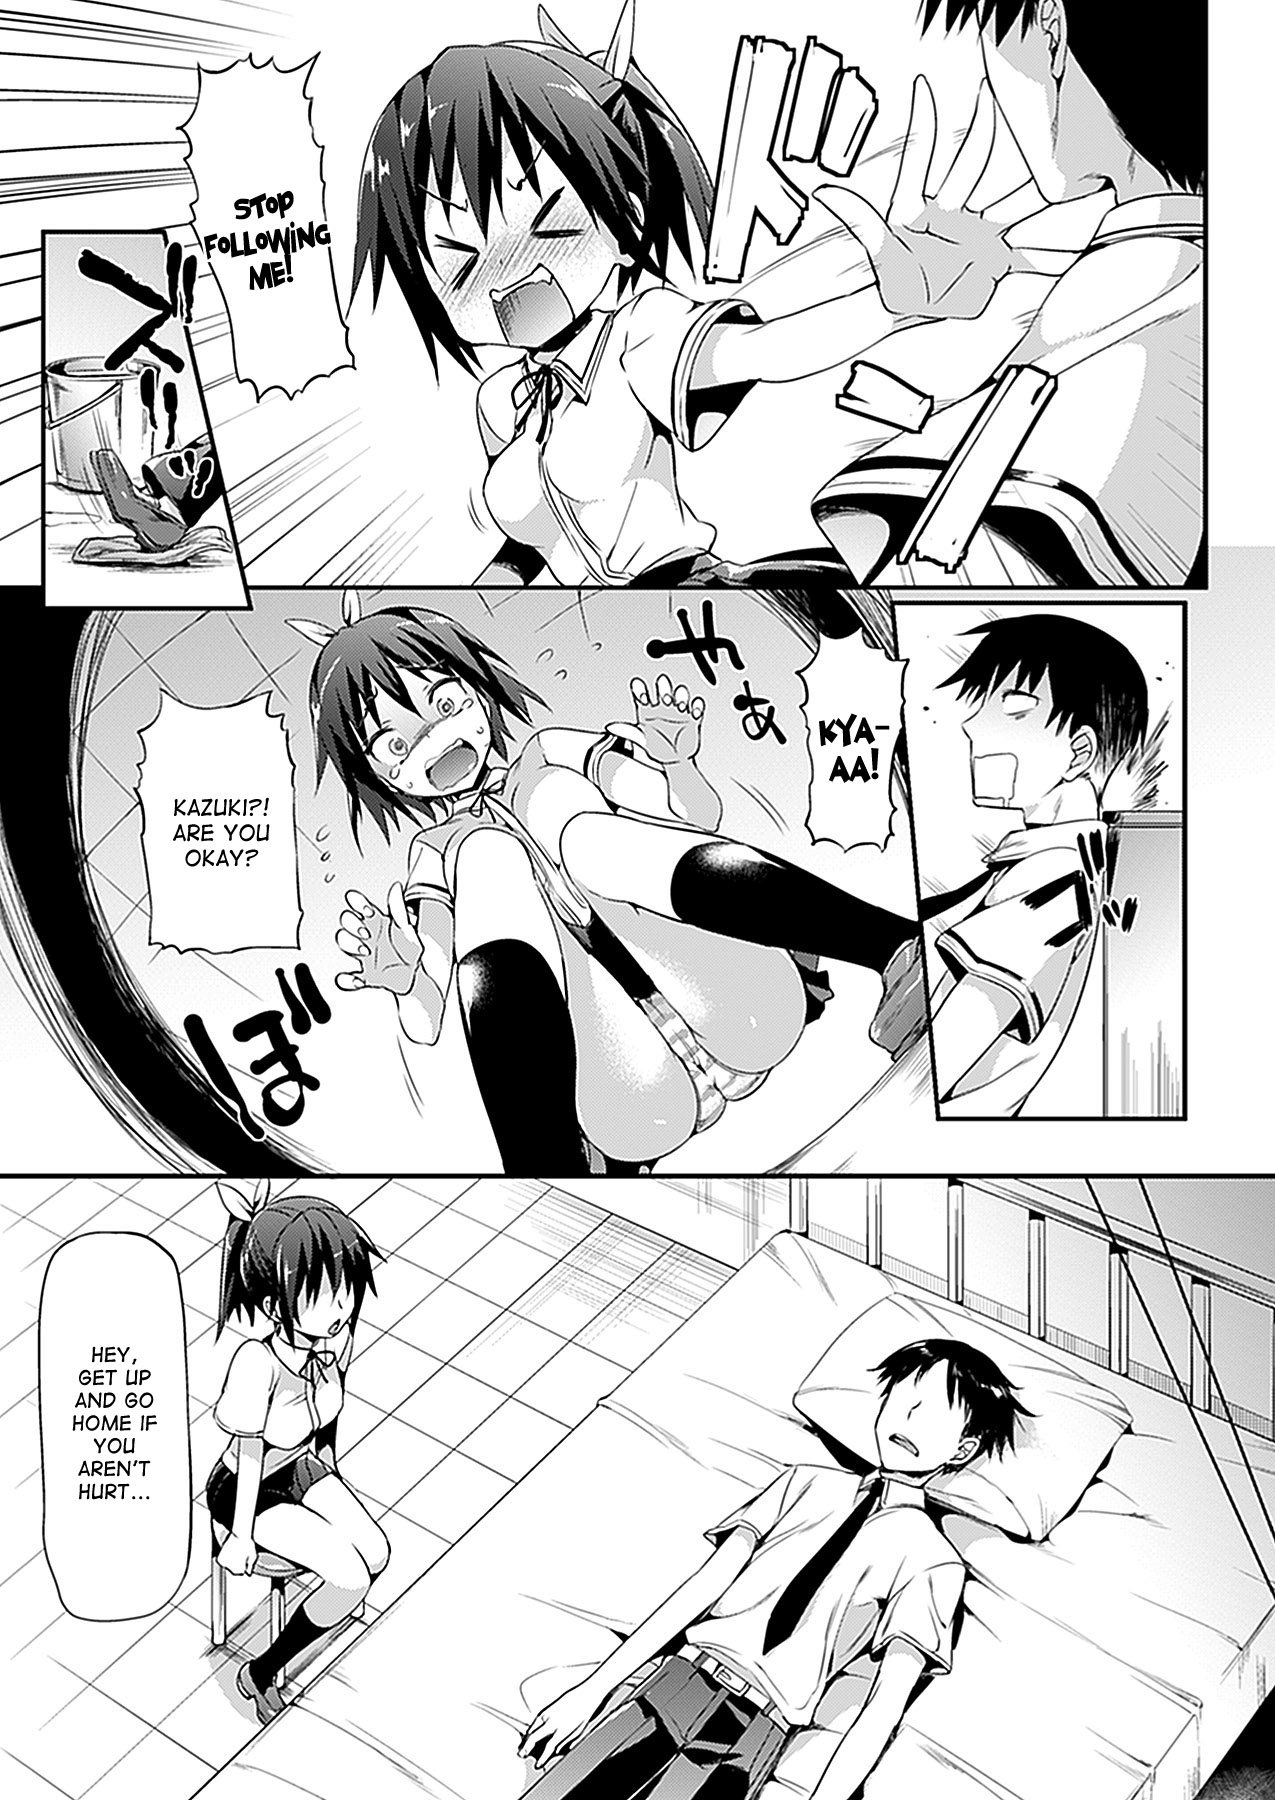 STOP
FOLLOWING
ME!
KYA-
AA!
KAZUKI?!
ARE YOU
OKAY?
ぼ
HEY,
GET UP
AND GO
HOME IF
YOU
AREN'T
HURT...